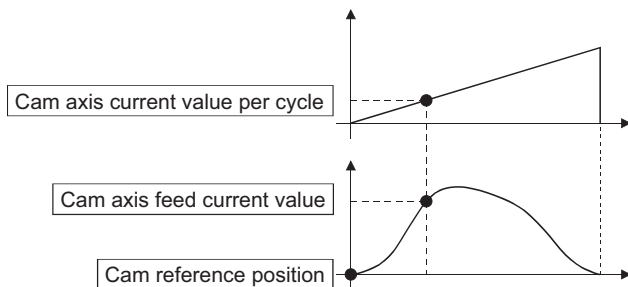 Cam axis current value per cycle
Cam axis feed current value
Cam reference position